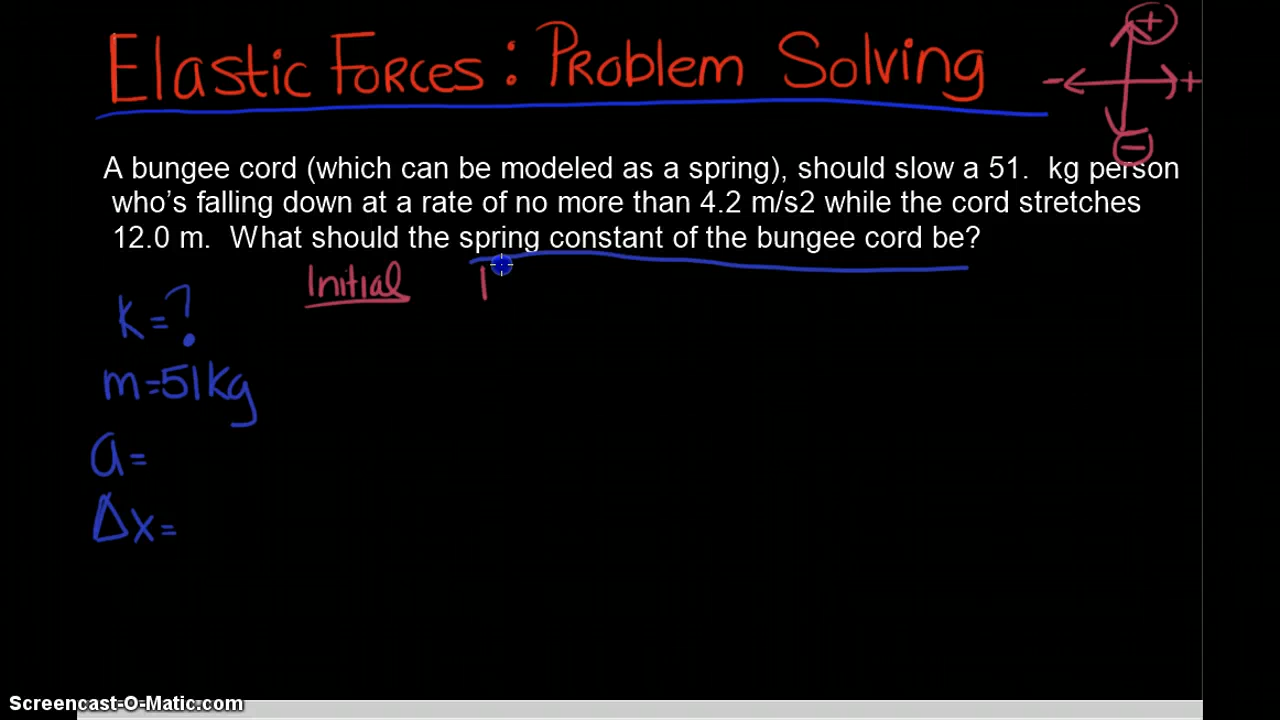 Elastic Forces: Problem Solving
+
- +
-
A bungee cord (which can be modeled as a spring), should slow a 51. kg person
who's falling down at a rate of no more than 4.2 m/s2 while the cord stretches
12.0 m. What should the spring constant of the bungee cord be?
Initial
k=?
m=51kg
a=
Δx=
Screencast-O-Matic.com